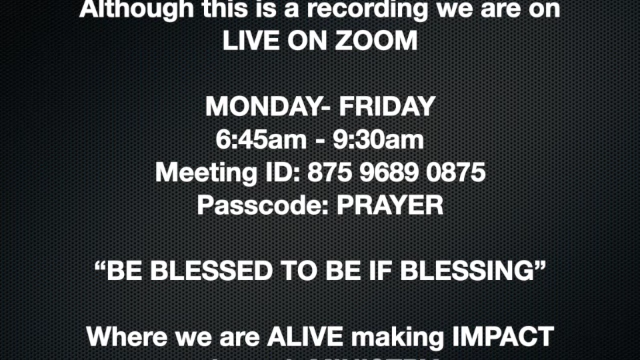 Although this is a recording we are on
LIVE ON ZOOM
MONDAY- FRIDAY
6:45am - 9:30am
Meeting ID: 875 9689 0875
Passcode: PRAYER
“BE BLESSED TO BE IF BLESSING”
Where we are ALIVE making IMPACT